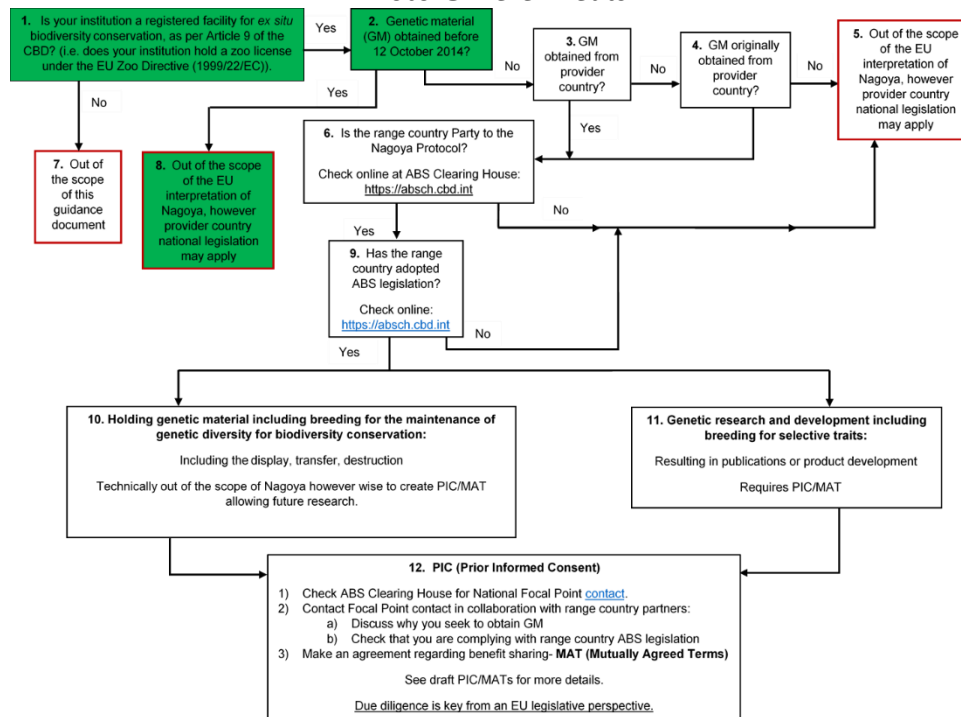 1. Is your institution a registered facility for ex situ
biodiversity conservation, as per Article 9 of the
CBD? (i.e. does your institution hold a zoo license
under the EU Zoo Directive (1999/22/EC)).
Yes
2. Genetic material
(GM) obtained before
12 October 2014?
No
3. GM
obtained from
provider
country?
No
4. GM originally
obtained from
provider
country?
No
5. Out of the scope
of the EU
interpretation of
Nagoya, however
provider country
national legislation
may apply
No
Yes
Yes
7. Out of
the scope
of this
guidance
document
8. Out of the scope
of the EU
interpretation of
Nagoya, however
provider country
national legislation
may apply
6. Is the range country Party to the
Nagoya Protocol?
Check online at ABS Clearing House:
https://absch.cbd.int
No
Yes
9. Has the range
country adopted
ABS legislation?
Check online:
https://absch.cbd.int
No
Yes
10. Holding genetic material including breeding for the maintenance of
genetic diversity for biodiversity conservation:
Including the display, transfer, destruction
Technically out of the scope of Nagoya however wise to create PIC/MAT
allowing future research.
11. Genetic research and development including
breeding for selective traits:
Resulting in publications or product development
Requires PIC/MAT
12. PIC (Prior Informed Consent)
1) Check ABS Clearing House for National Focal Point contact.
2) Contact Focal Point contact in collaboration with range country partners:
a) Discuss why you seek to obtain GM
b) Check that you are complying with range country ABS legislation
3) Make an agreement regarding benefit sharing- MAT (Mutually Agreed Terms)
See draft PIC/MATs for more details.
Due diligence is key from an EU legislative perspective.